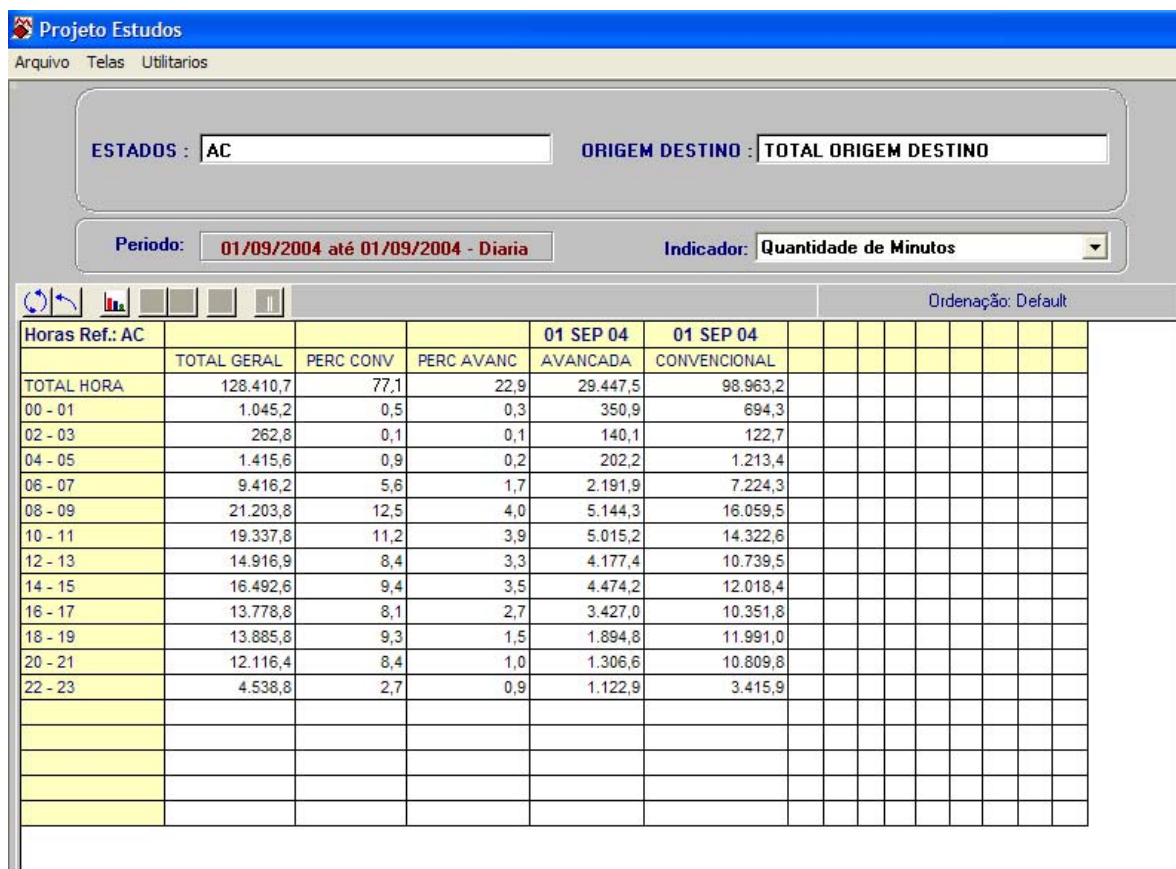 Projeto Estudos
Arquivo Telas Utilitarios
ESTADOS : AC ORIGEM DESTINO : TOTAL ORIGEM DESTINO
Periodo: 01/09/2004 até 01/09/2004 - Diaria Indicador: Quantidade de Minutos
Ordenação: Default
Horas Ref.: AC 01 SEP 04 01 SEP 04
TOTAL GERAL PERC CONV PERC AVANC AVANCADA CONVENCIONAL
TOTAL HORA 128.410,7 77,1 22,9 29.447,5 98.963,2
00 - 01 1.045,2 0,5 0,3 350,9 694,3
02 - 03 262,8 0,1 0,1 140,1 122,7
04 - 05 1.415,6 0,9 0,2 202,2 1.213,4
06 - 07 9.416,2 5,6 1,7 2.191,9 7.224,3
08 - 09 21.203,8 12,5 4,0 5.144,3 16.059,5
10 - 11 19.337,8 11,2 3,9 5.015,2 14.322,6
12 - 13 14.916,9 8,4 3,3 4.177,4 10.739,5
14 - 15 16.492,6 9,4 3,5 4.474,2 12.018,4
16 - 17 13.778,8 8,1 2,7 3.427,0 10.351,8
18 - 19 13.885,8 9,3 1,5 1.894,8 11.991,0
20 - 21 12.116,4 8,4 1,0 1.306,6 10.809,8
22 - 23 4.538,8 2,7 0,9 1.122,9 3.415,9